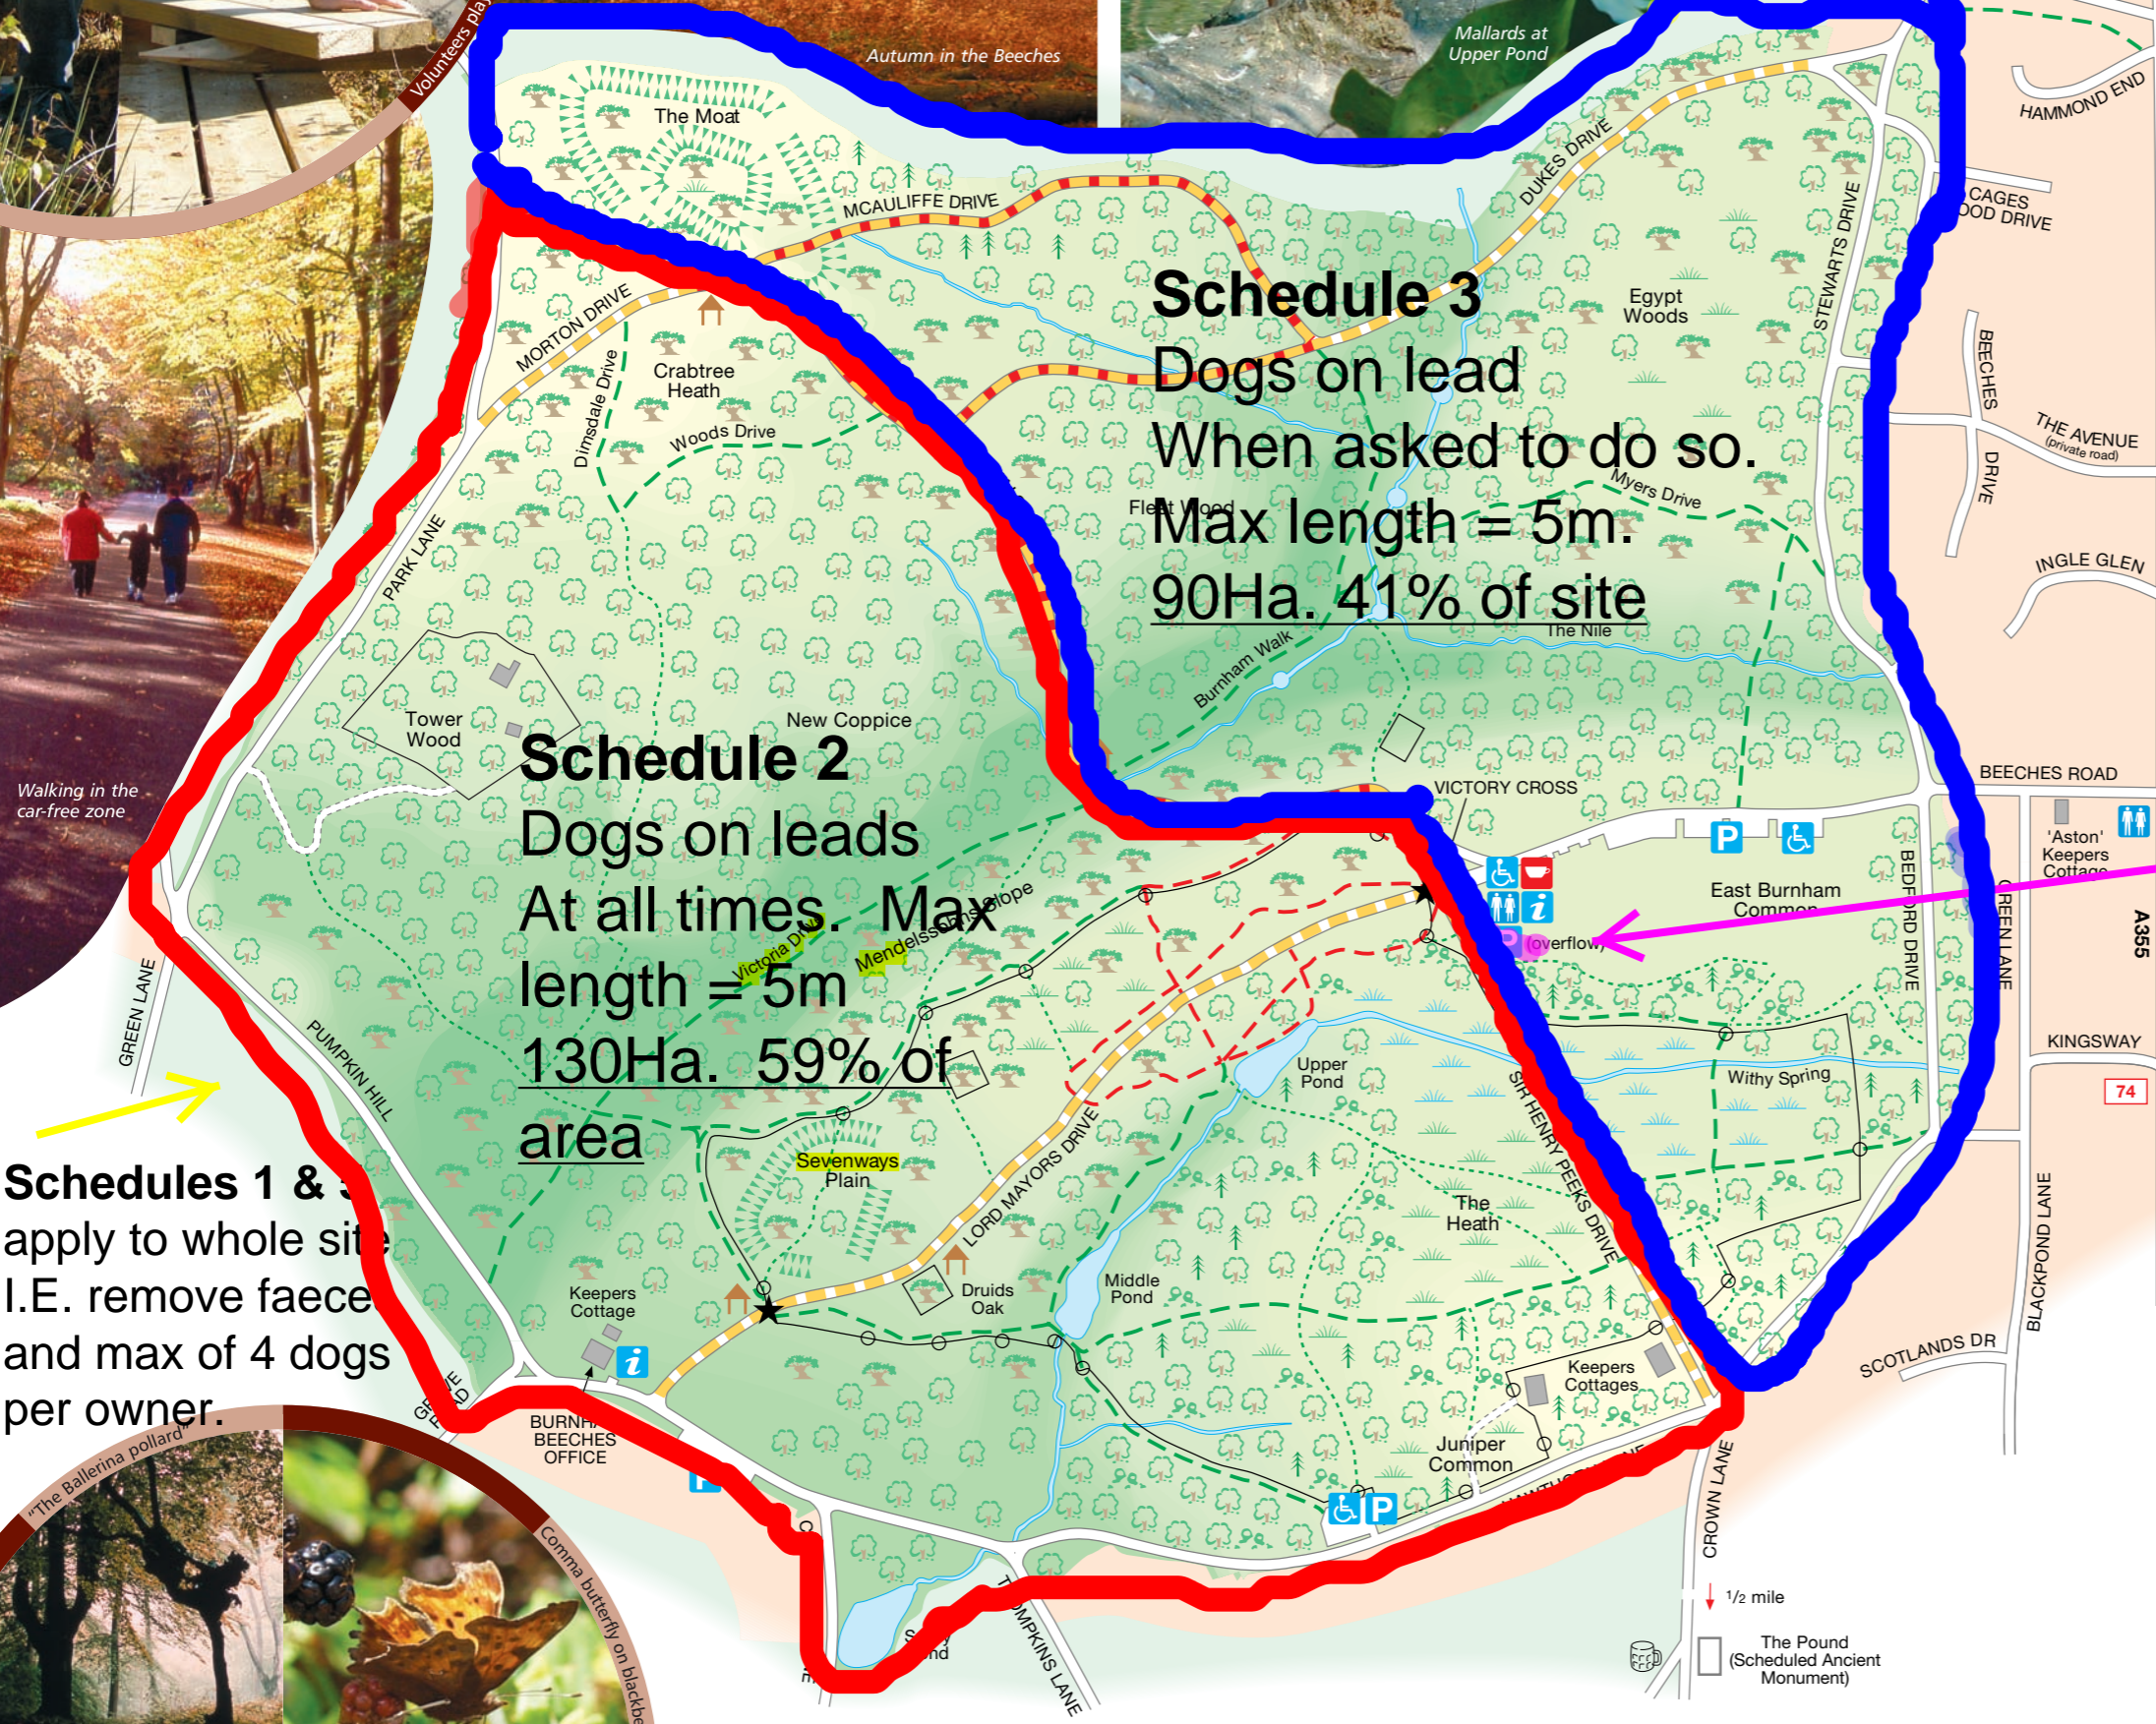 Volunteers
Autumn in the Beeches
Mallards at
Upper Pond
The Moat
MCAULIFFE DRIVE
DUKES DRIVE
HAMMOND END
CAGES
OOD DRIVE
STEWARTS DRIVE
Egypt
Woods
MORTON DRIVE
Dimsdale Drive
Crabtree
Heath
Woods Drive
Schedule 3
Dogs on lead
When asked to do so.
Max length = 5m.
90Ha. 41% of site
Myers Drive
The Nile
Burnham Walk
BEECHES
DRIVE
THE AVENUE
(private road)
INGLE GLEN
PARK LANE
Tower
Wood
New Coppice
Schedule 2
Dogs on leads
At all times. Max
length = 5m
130Ha. 59% of
area
Walking in the
car-free zone
VICTORY CROSS
BEECHES ROAD
P
'Aston'
Keepers
Cottage
East Burnham
Common
BEDFORD DRIVE
GREEN LANE
A355
i
(overflow)
Mendelssohns Slope
KINGSWAY
74
Withy Spring
Upper
Pond
SIR HENRY PEEKS DRIVE
GREEN LANE
PUMPKIN HILL
Schedules 1 &
apply to whole site
I.E. remove faece
and max of 4 dogs
per owner.
Sevenways
Plain
LORD MAYORS DRIVE
The
Heath
Middle
Pond
Druids
Oak
Keepers
Cottage
i
BLACKPOND LANE
SCOTLANDS DR
Keepers
Cottages
Juniper
Common
P
BEECHES
OFFICE
CROWN LANE
1/2 mile
The Pound
(Scheduled Ancient
Monument)
"The Ballerina pollard"
Comma butterfly on